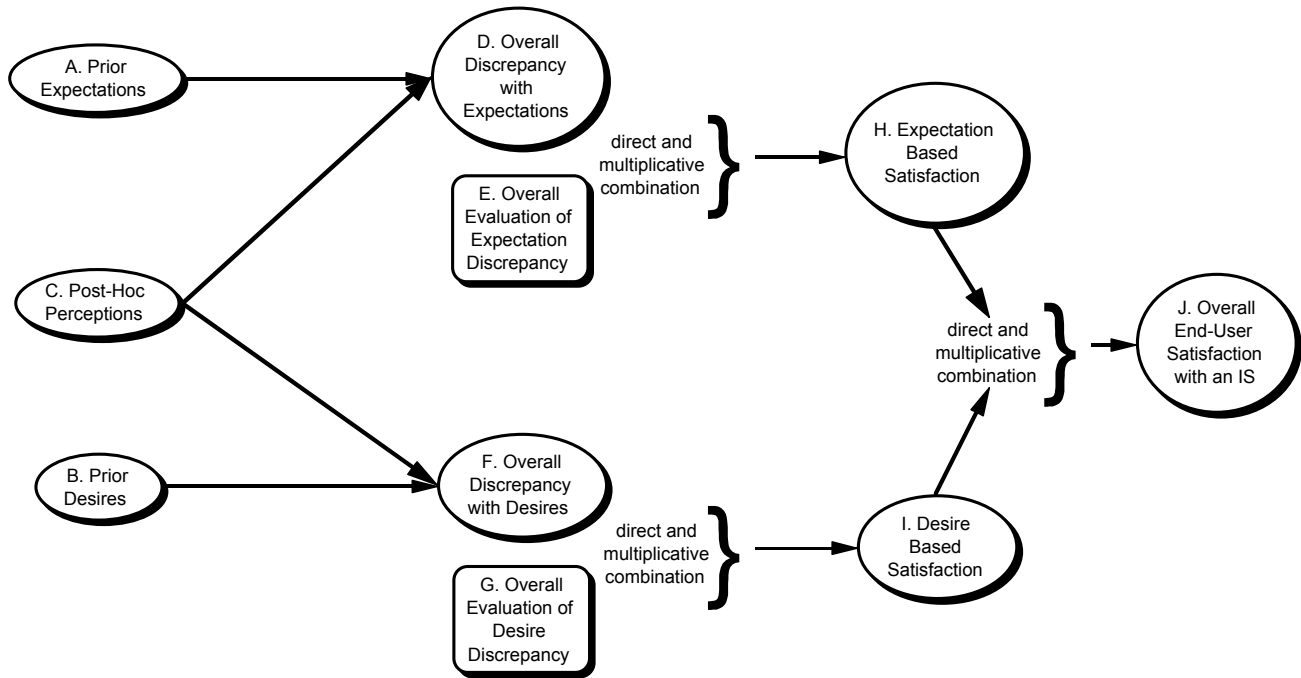 A. Prior
Expectations
D. Overall
Discrepancy
with
Expectations
direct and
multiplicative
combination
}
E. Overall
Evaluation of
Expectation
Discrepancy
H. Expectation
Based
Satisfaction
C. Post-Hoc
Perceptions
direct and
multiplicative
combination
}
J. Overall
End-User
Satisfaction
with an IS
B. Prior
Desires
F. Overall
Discrepancy
with Desires
direct and
multiplicative
combination
}
G. Overall
Evaluation of
Desire
Discrepancy
I. Desire
Based
Satisfaction